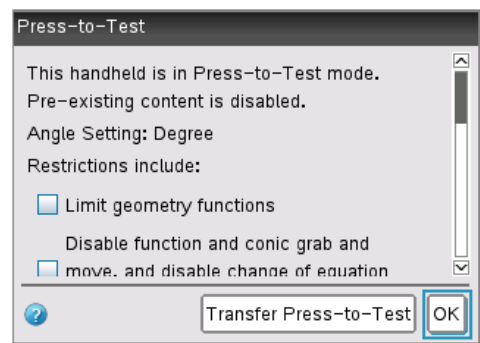 Press-to-Test
This handheld is in Press-to-Test mode.
Pre-existing content is disabled.
Angle Setting: Degree
Restrictions include:
Limit geometry functions
Disable function and conic grab and
move, and disable change of equation
?
Transfer Press-to-Test
OK